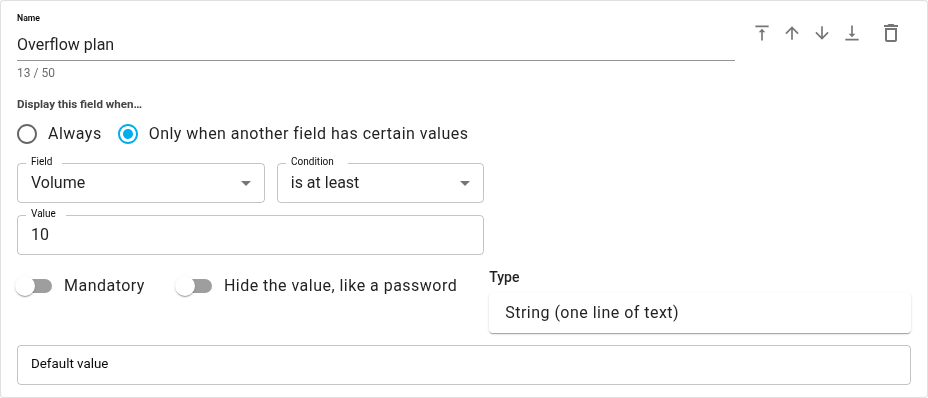 Name
Overflow plan
13 / 50
Display this field when...
Always
Only when another field has certain values
Field
Volume
Condition
is at least
Value
10
Mandatory
Hide the value, like a password
Type
String (one line of text)
Default value